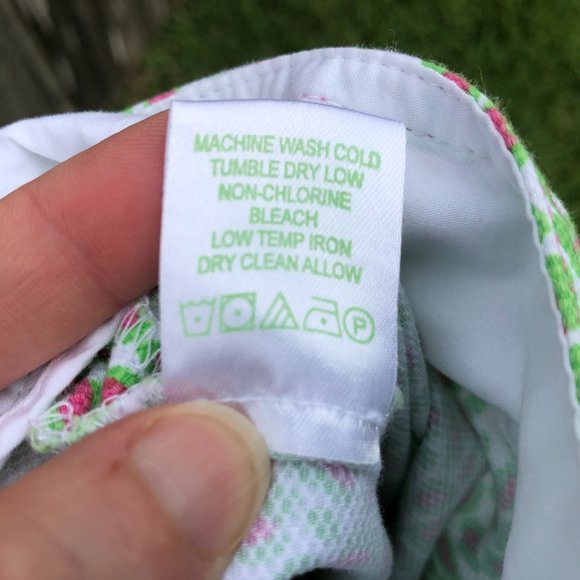 MACHINE WASH COLD
TUMBLE DRY LOW
NON-CHLORINE
BLEACH
LOW TEMP IRON
DRY CLEAN ALLOW
P